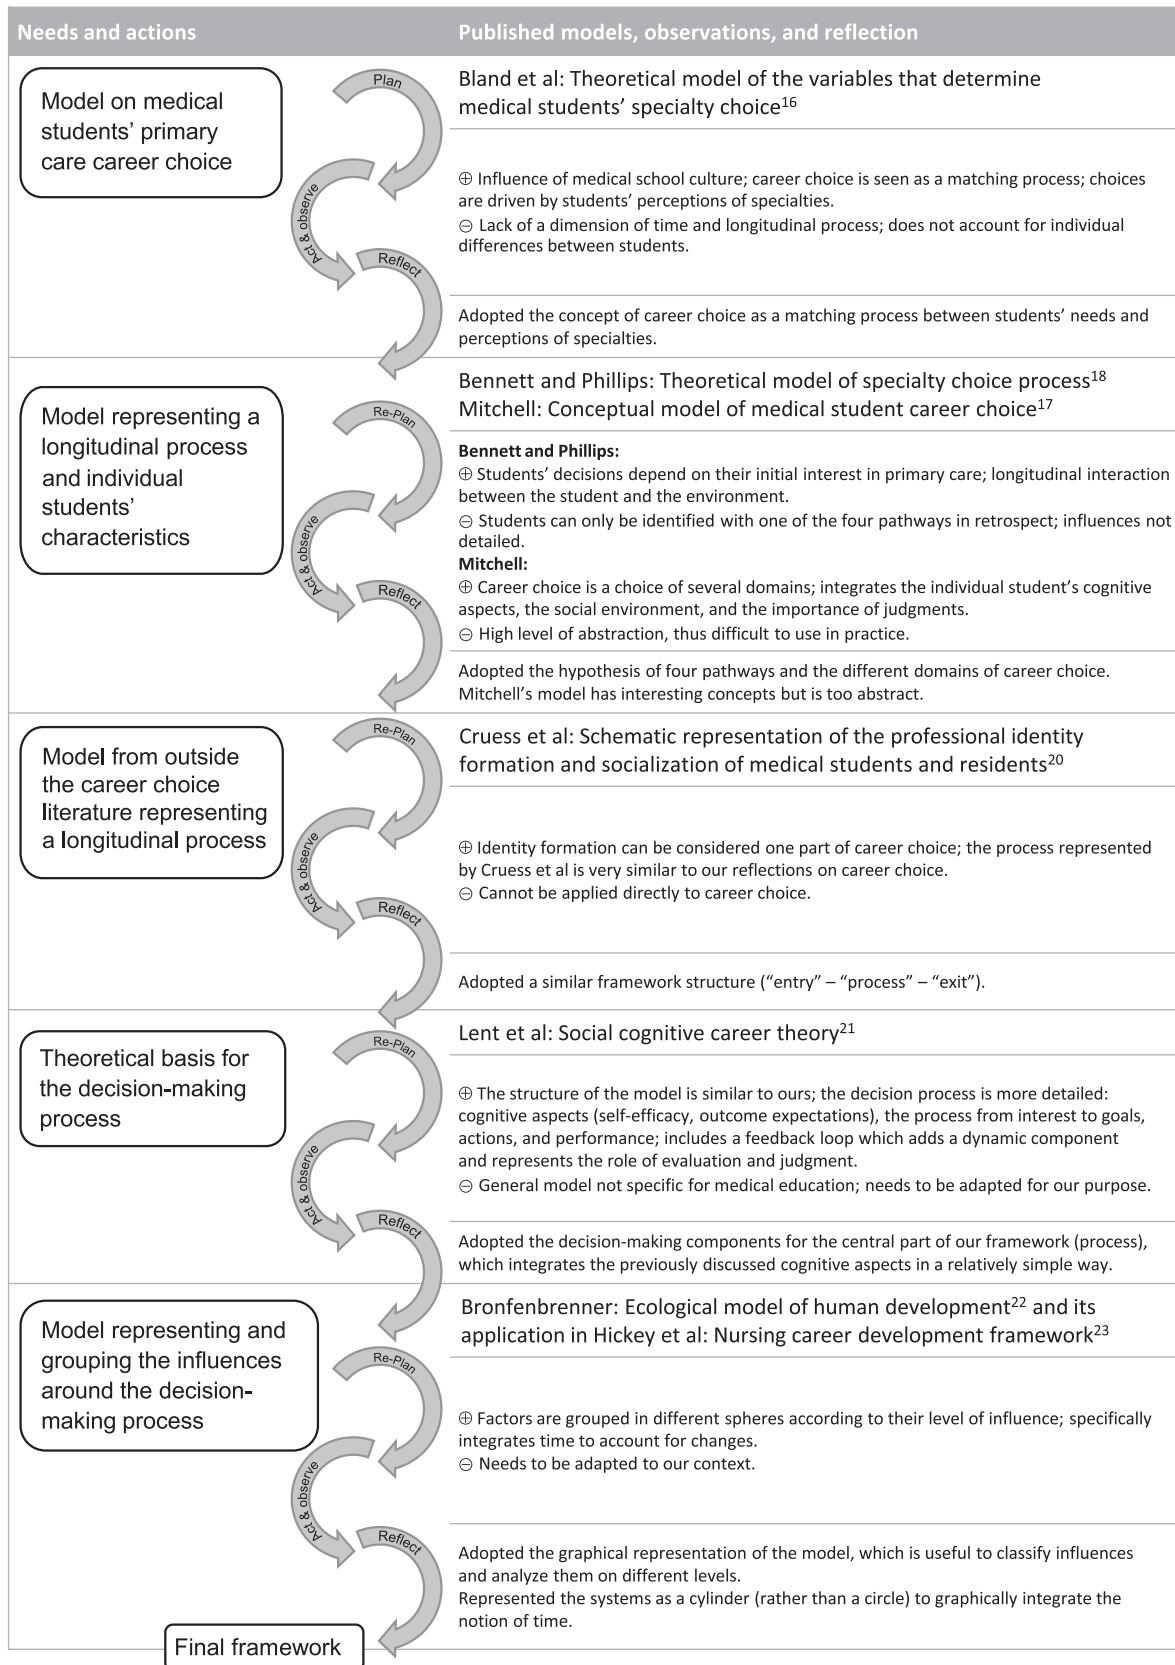 Needs and actions
Published models, observations, and reflection
Model on medical
students’ primary
care career choice
Plan
Act & observe
Reflect
Bland et al: Theoretical model of the variables that determine
medical students’ specialty choice16
⊕ Influence of medical school culture; career choice is seen as a matching process; choices
are driven by students’ perceptions of specialties.
⊖ Lack of a dimension of time and longitudinal process; does not account for individual
differences between students.
Adopted the concept of career choice as a matching process between students’ needs and
perceptions of specialties.
Model representing a
longitudinal process
and individual
students’
characteristics
Re-Plan
Act & observe
Reflect
Bennett and Phillips: Theoretical model of specialty choice process18
Mitchell: Conceptual model of medical student career choice17
Bennett and Phillips:
⊕ Students’ decisions depend on their initial interest in primary care; longitudinal interaction
between the student and the environment.
⊖ Students can only be identified with one of the four pathways in retrospect; influences not
detailed.
Mitchell:
⊕ Career choice is a choice of several domains; integrates the individual student’s cognitive
aspects, the social environment, and the importance of judgments.
⊖ High level of abstraction, thus difficult to use in practice.
Adopted the hypothesis of four pathways and the different domains of career choice.
Mitchell’s model has interesting concepts but is too abstract.
Model from outside
the career choice
literature representing
a longitudinal process
Re-Plan
Act & observe
Reflect
Cruess et al: Schematic representation of the professional identity
formation and socialization of medical students and residents20
⊕ Identity formation can be considered one part of career choice; the process represented
by Cruess et al is very similar to our reflections on career choice.
⊖ Cannot be applied directly to career choice.
Adopted a similar framework structure (“entry” – “process” – “exit”).
Theoretical basis for
the decision-making
process
Re-Plan
Act & observe
Reflect
Lent et al: Social cognitive career theory21
⊕ The structure of the model is similar to ours; the decision process is more detailed:
cognitive aspects (self-efficacy, outcome expectations), the process from interest to goals,
actions, and performance; includes a feedback loop which adds a dynamic component
and represents the role of evaluation and judgment.
⊖ General model not specific for medical education; needs to be adapted for our purpose.
Adopted the decision-making components for the central part of our framework (process),
which integrates the previously discussed cognitive aspects in a relatively simple way.
Model representing and
grouping the influences
around the decision-
making process
Re-Plan
Act & observe
Reflect
Bronfenbrenner: Ecological model of human development22 and its
application in Hickey et al: Nursing career development framework23
⊕ Factors are grouped in different spheres according to their level of influence; specifically
integrates time to account for changes.
⊖ Needs to be adapted to our context.
Adopted the graphical representation of the model, which is useful to classify influences
and analyze them on different levels.
Represented the systems as a cylinder (rather than a circle) to graphically integrate the
notion of time.
Final framework